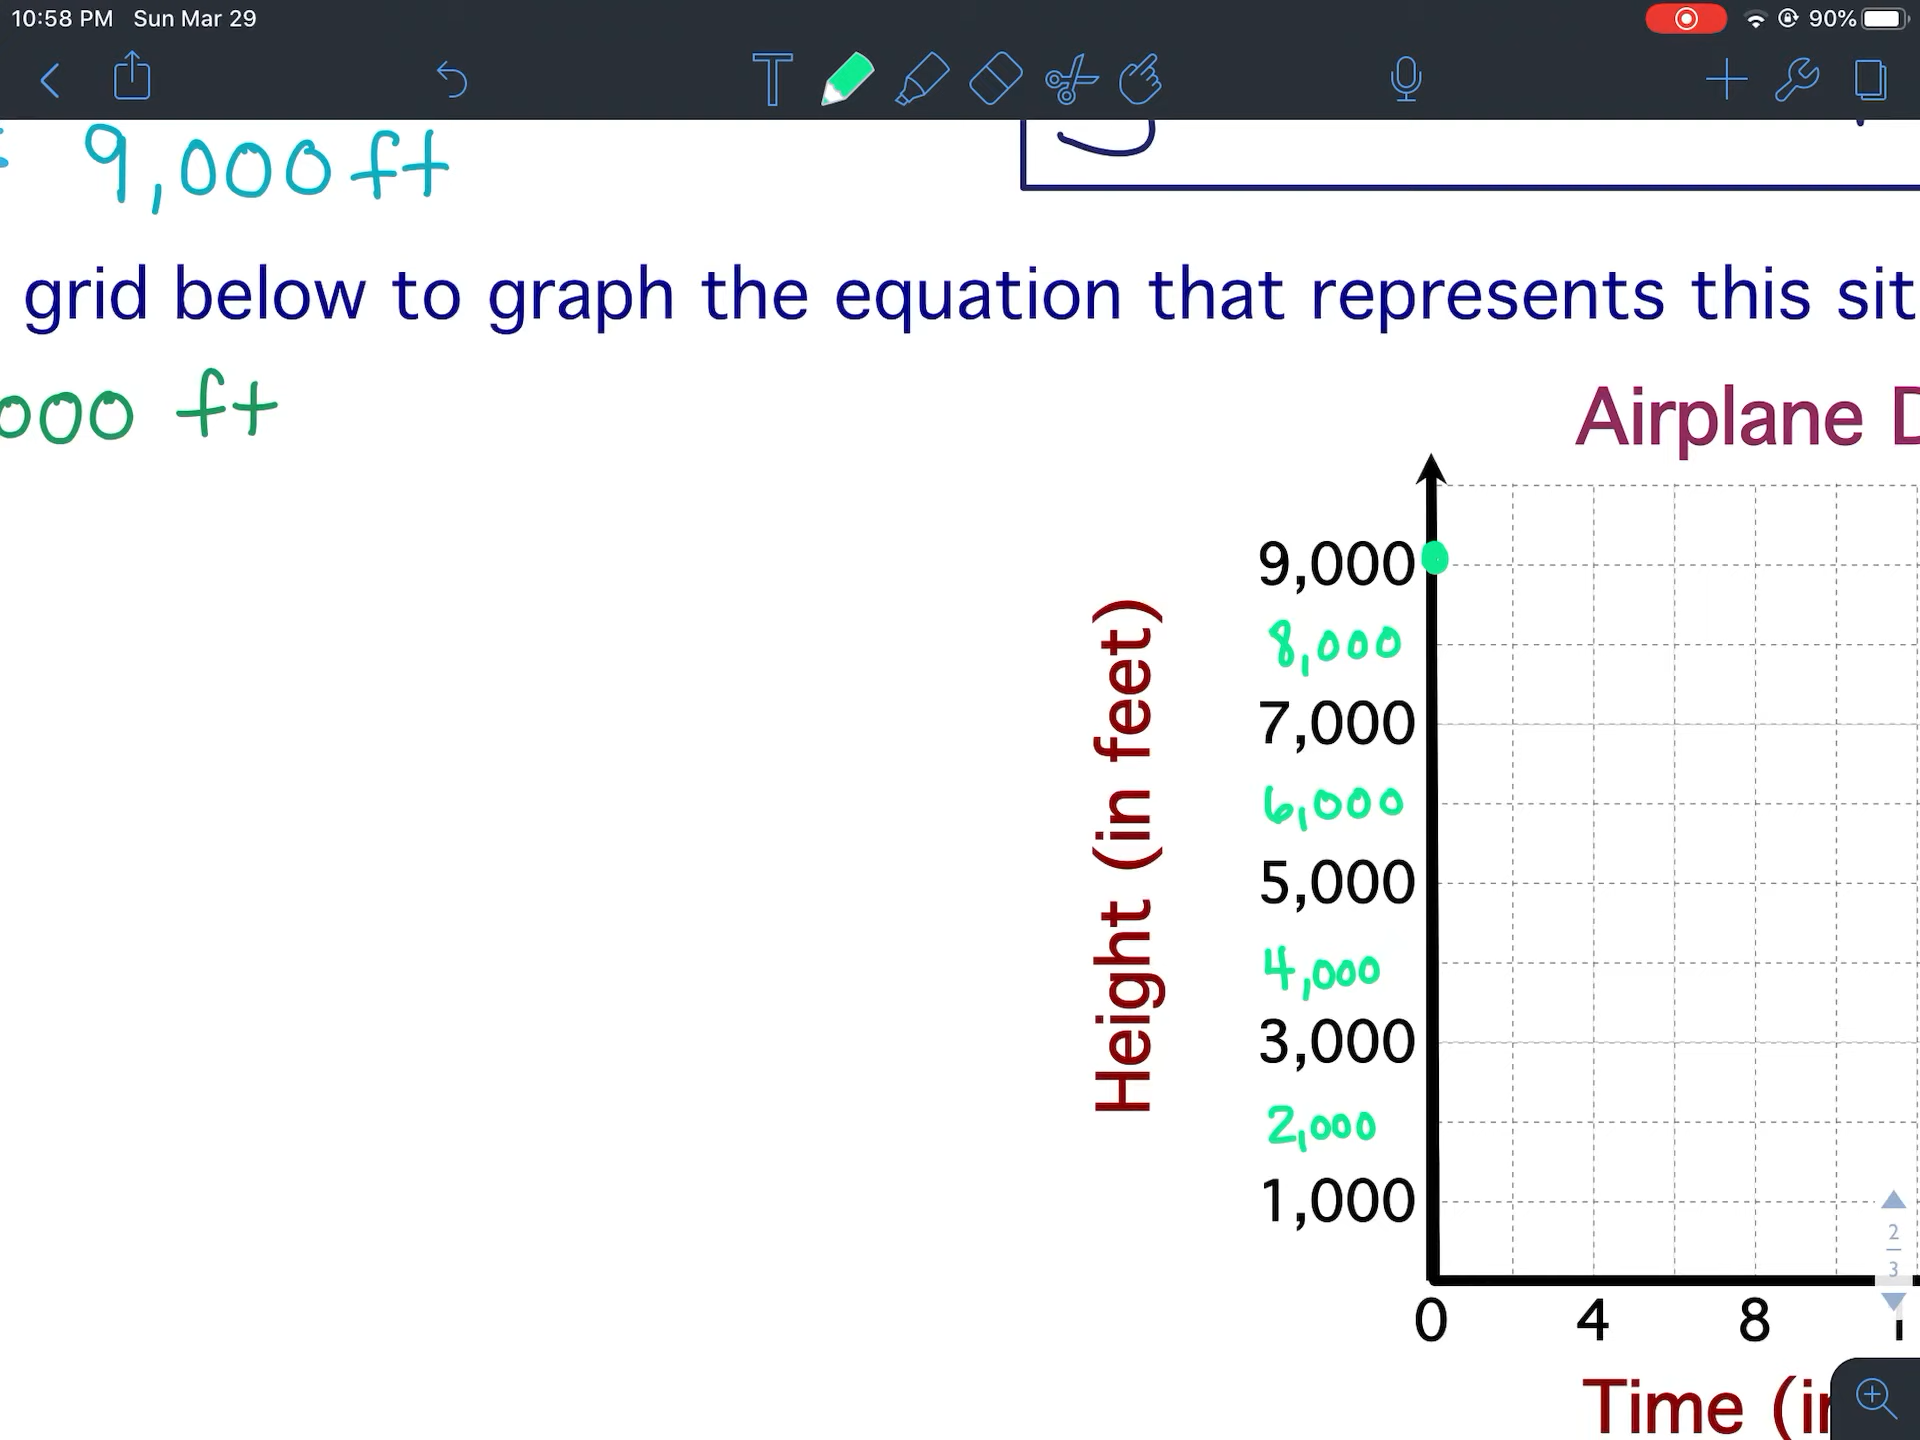 10:58 PM Sun Mar 29
90%
T
9,000 ft
grid below to graph the equation that represents this sit
000 ft
Airplane D
Height (in feet)
9,000
8,000
7,000
6,000
5,000
4,000
3,000
2,000
1,000
2
3
0 4 8 1
Time (in